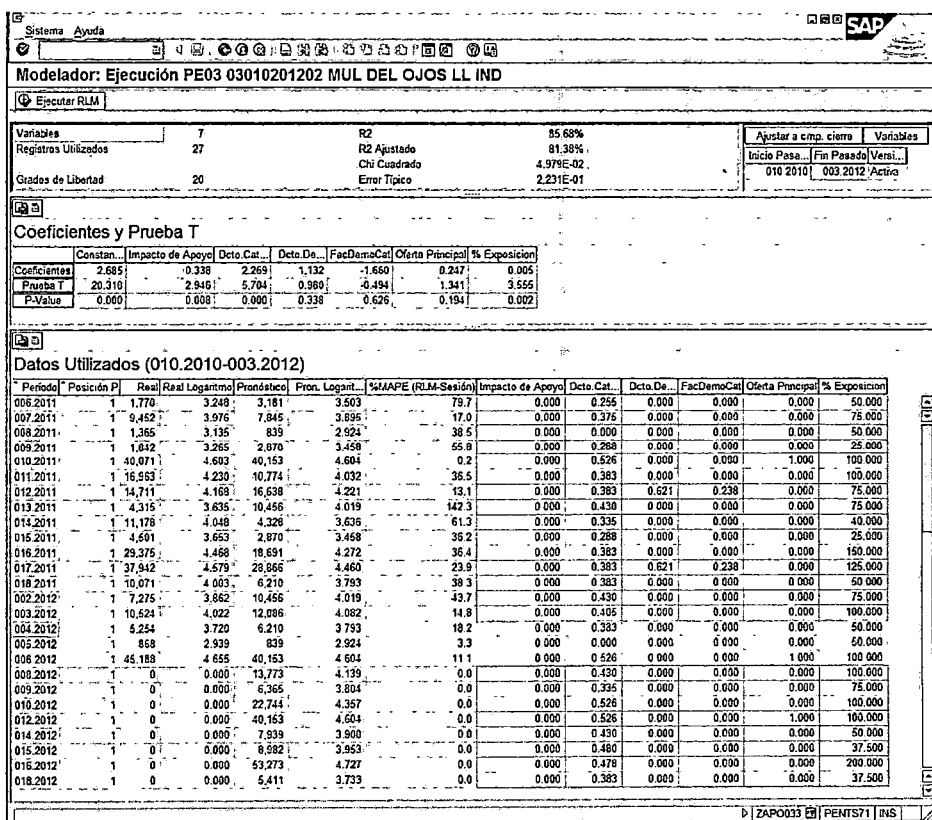 Sistema Ayuda
SAP
Modelador: Ejecución PE03 03010201202 MUL DEL OJOS LL IND
Ejecutar RLM
Variables 7 R2 85.68%
Registros Utilizados 27 R2 Ajustado 81.38%
Chi Cuadrado 4.979E-02
Grados de Libertad 20 Error Típico 2.231E-01
Ajustar a cmp. cierre Variables
Inicio Pasa... Fin Pasado Versi...
010.2010 003.2012 Activa
Coeficientes y Prueba T
Constan... Impacto de Apoyo Dcto.Cat... Dcto.De... FacDemoCat Oferta Principal % Exposicion
Coeficientes 2.685 0.338 2.269 1.132 -1.660 0.247 0.005
Prueba T 20.310 2.946 5.704 0.980 -0.494 1.341 3.555
P-Value 0.000 0.008 0.000 0.338 0.626 0.194 0.002
Datos Utilizados (010.2010-003.2012)
Período Posición P Real Real Logaritmo Pronóstico Pron. Logarit... %MAPE (RLM-Sesión) Impacto de Apoyo Dcto.Cat... Dcto.De... FacDemoCat Oferta Principal % Exposicion
006.2011 1 1,770 3.248 3,181 3.503 79.7 0.000 0.255 0.000 0.000 0.000 50.000
007.2011 1 9,452 3.976 7,845 3.895 17.0 0.000 0.375 0.000 0.000 0.000 75.000
008.2011 1 1,365 3.135 839 2.924 38.5 0.000 0.000 0.000 0.000 0.000 50.000
009.2011 1 1,842 3.265 2,870 3.458 55.8 0.000 0.288 0.000 0.000 0.000 25.000
010.2011 1 40,071 4.603 40,153 4.604 0.2 0.000 0.526 0.000 0.000 1.000 100.000
011.2011 1 16,963 4.230 10,774 4.032 36.5 0.000 0.383 0.000 0.000 0.000 100.000
012.2011 1 14,711 4.168 16,638 4.221 13.1 0.000 0.383 0.621 0.238 0.000 75.000
013.2011 1 4,315 3.635 10,456 4.019 142.3 0.000 0.430 0.000 0.000 0.000 75.000
014.2011 1 11,176 4.048 4,326 3.636 61.3 0.000 0.335 0.000 0.000 0.000 40.000
015.2011 1 4,501 3.653 2,870 3.458 36.2 0.000 0.288 0.000 0.000 0.000 25.000
016.2011 1 29,375 4.468 18,691 4.272 36.4 0.000 0.383 0.000 0.000 0.000 150.000
017.2011 1 37,942 4.579 28,866 4.460 23.9 0.000 0.383 0.621 0.238 0.000 125.000
018.2011 1 10,071 4.003 6,210 3.793 38.3 0.000 0.383 0.000 0.000 0.000 50.000
002.2012 1 7,275 3.862 10,456 4.019 43.7 0.000 0.430 0.000 0.000 0.000 75.000
003.2012 1 10,524 4.022 12,086 4.082 14.8 0.000 0.405 0.000 0.000 0.000 100.000
004.2012 1 5,254 3.720 6,210 3.793 18.2 0.000 0.383 0.000 0.000 0.000 50.000
005.2012 1 868 2.939 839 2.924 3.3 0.000 0.000 0.000 0.000 0.000 50.000
006.2012 1 45,188 4.655 40,153 4.604 11.1 0.000 0.526 0.000 0.000 1.000 100.000
008.2012 1 0 0.000 13,773 4.139 0.0 0.000 0.430 0.000 0.000 0.000 100.000
009.2012 1 0 0.000 6,365 3.804 0.0 0.000 0.335 0.000 0.000 0.000 75.000
010.2012 1 0 0.000 22,744 4.357 0.0 0.000 0.526 0.000 0.000 0.000 100.000
012.2012 1 0 0.000 40,153 4.604 0.0 0.000 0.526 0.000 0.000 1.000 100.000
014.2012 1 0 0.000 7,939 3.900 0.0 0.000 0.430 0.000 0.000 0.000 50.000
015.2012 1 0 0.000 8,982 3.953 0.0 0.000 0.480 0.000 0.000 0.000 37.500
016.2012 1 0 0.000 53,273 4.727 0.0 0.000 0.478 0.000 0.000 0.000 200.000
018.2012 1 0 0.000 5,411 3.733 0.0 0.000 0.383 0.000 0.000 0.000 37.500
ZAPO033 PENTS71 INS